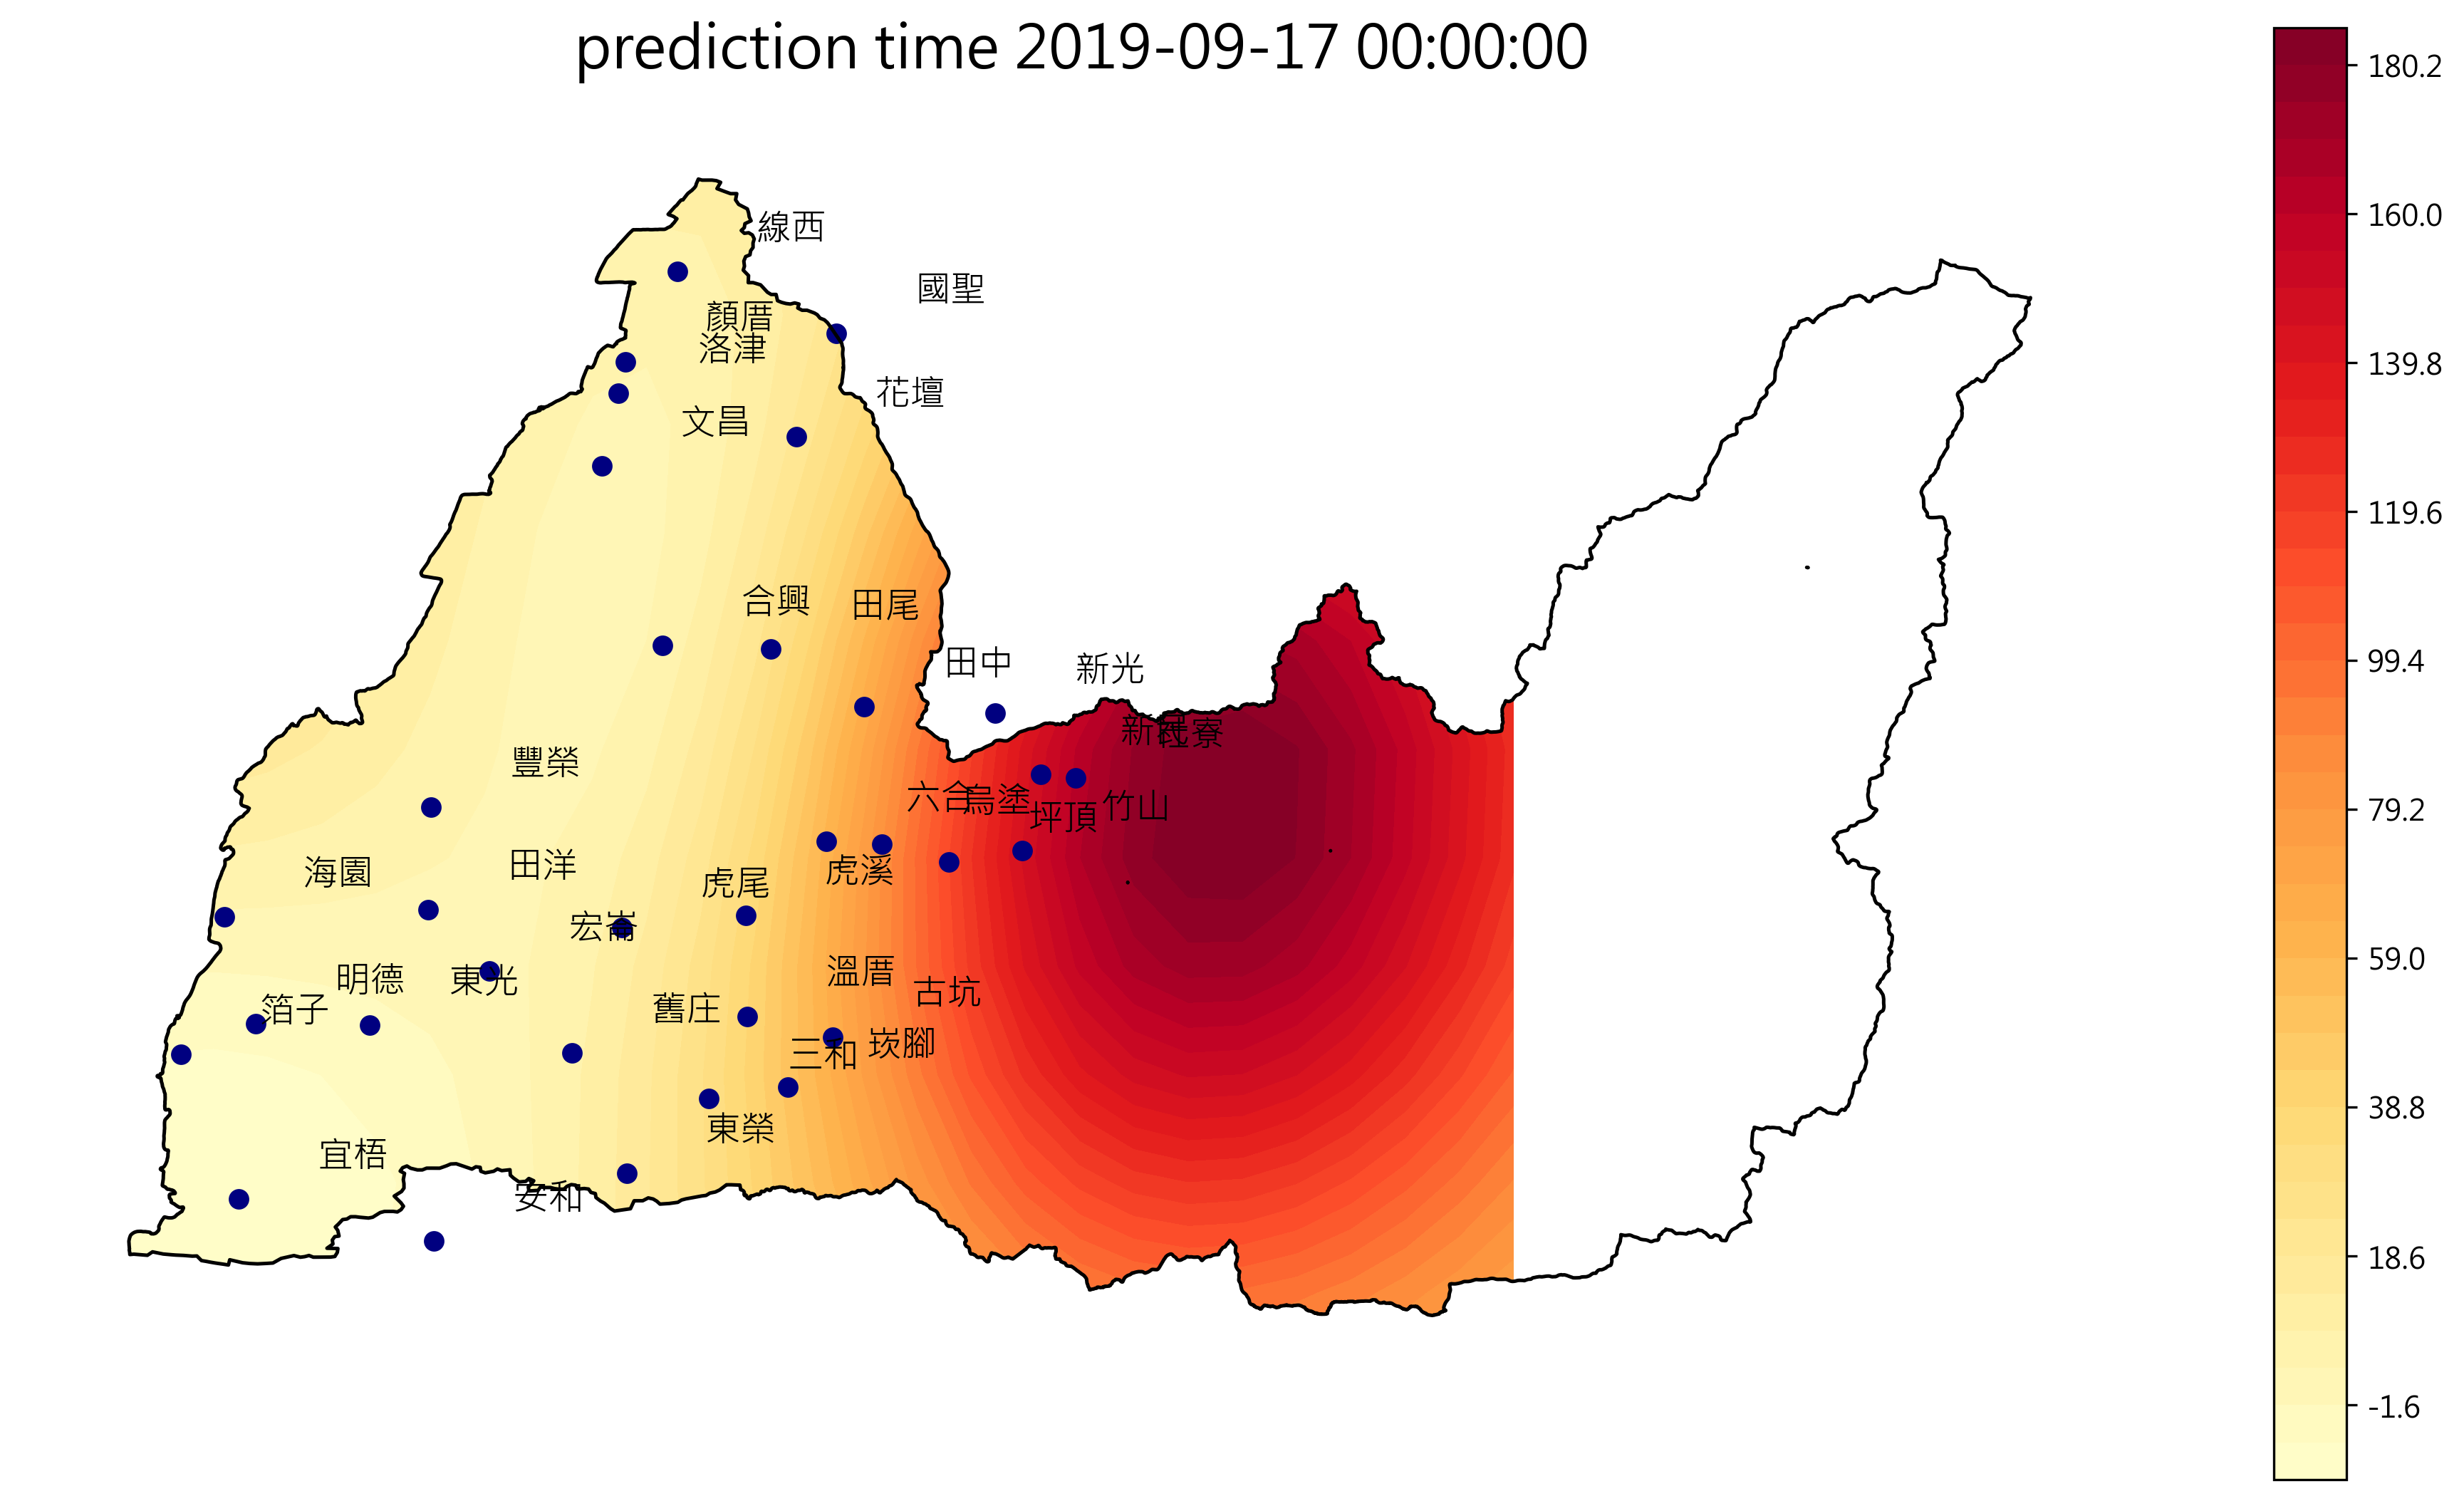 prediction time 2019-09-17 00:00:00
180.2
160.0
139.8
119.6
99.4
79.2
59.0
38.8
18.6
-1.6
線西
國聖
顏厝
洛津
花壇
文昌
合興
田尾
田中
新光
新民
社寮
豐榮
六合
烏塗
坪頂
竹山
海園
田洋
虎尾
虎溪
宏崙
明德
東光
溫厝
古坑
箔子
舊庄
三和
崁腳
東榮
宜梧
安和